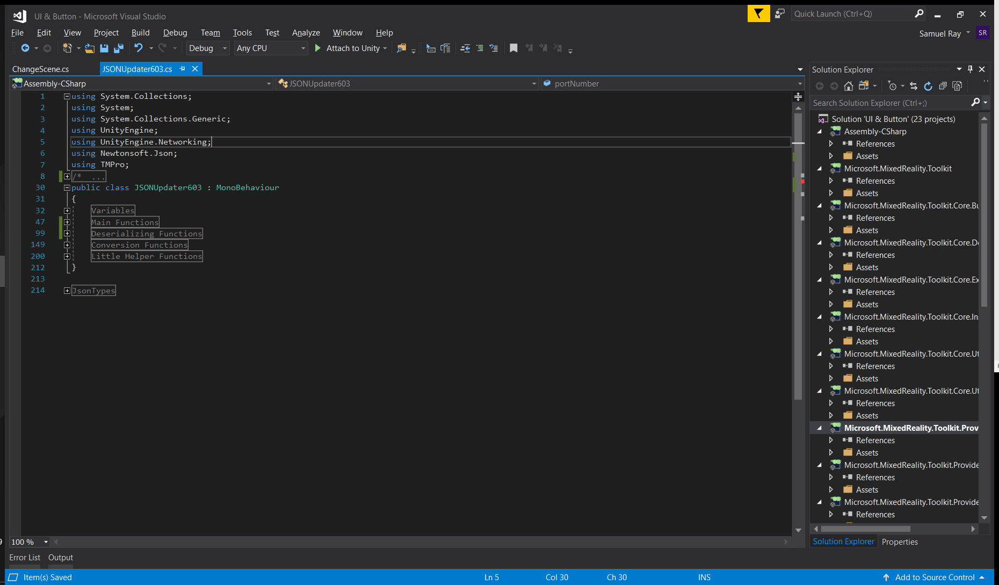 UI & Button - Microsoft Visual Studio
Quick Launch (Ctrl+Q)
File Edit View Project Build Debug Team Tools Test Analyze Window Help
Samuel Ray SR
Debug Any CPU Attach to Unity
ChangeScene.cs JSONUpdater603.cs
Assembly-CSharp JSONUpdater603 portNumber
1 using System.Collections;
2 using System;
3 using System.Collections.Generic;
4 using UnityEngine;
5 using UnityEngine.Networking;
6 using Newtonsoft.Json;
7 using TMPro;
8 /* ...
30 public class JSONUpdater603 : MonoBehaviour
31 {
32 Variables
47 Main Functions
99 Deserializing Functions
149 Conversion Functions
200 Little Helper Functions
212 }
213
214 JsonTypes
100 %
Solution Explorer
Search Solution Explorer (Ctrl+;)
Solution 'UI & Button' (23 projects)
Assembly-CSharp
References
Assets
Microsoft.MixedReality.Toolkit
References
Assets
Microsoft.MixedReality.Toolkit.Core.Bu
References
Assets
Microsoft.MixedReality.Toolkit.Core.De
References
Assets
Microsoft.MixedReality.Toolkit.Core.Ex
References
Assets
Microsoft.MixedReality.Toolkit.Core.In
References
Assets
Microsoft.MixedReality.Toolkit.Core.Ut
References
Assets
Microsoft.MixedReality.Toolkit.Core.Ut
References
Assets
Microsoft.MixedReality.Toolkit.Prov
References
Assets
Microsoft.MixedReality.Toolkit.Provide
References
Assets
Microsoft.MixedReality.Toolkit.Provide
References
Solution Explorer Properties
Error List Output
Item(s) Saved Ln 5 Col 30 Ch 30 INS Add to Source Control